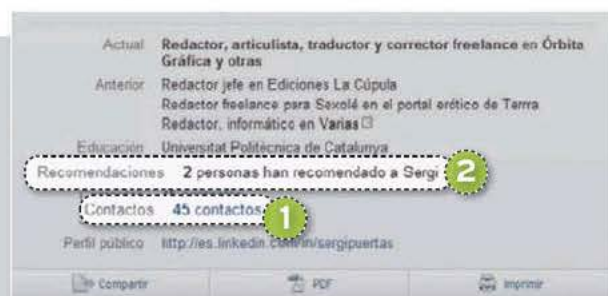 Actual Redactor, articulista, traductor y corrector freelance en Órbita
Gráfica y otras
Anterior Redactor jefe en Ediciones La Cúpula
Redactor freelance para Sexolé en el portal erótico de Terra
Redactor, informático en Varias
Educación Universitat Politècnica de Catalunya
Recomendaciones 2 personas han recomendado a Sergi 2
Contactos 45 contactos 1
Perfil público http://es.linkedin.com/in/sergipuertas
Compartir PDF Imprimir